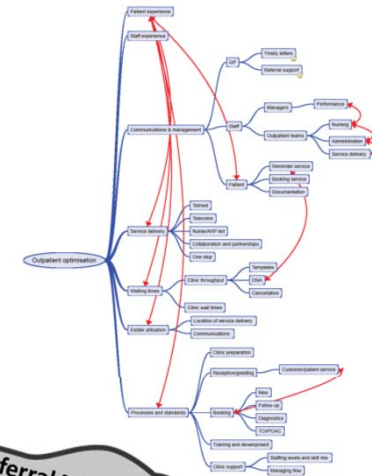 Patient experience
Staff experience
Timely letters
GP
Referral support
Managers
Performance
Communications & management
Staff
Nursing
Outpatient teams
Administration
Service delivery
Reminder service
Patient
Booking service
Documentation
Telmed
Telecoms
Service delivery
Nurse/AHP led
Collaboration and partnerships
One stop
Outpatient optimisation
Templates
Clinic throughput
DNA
Waiting times
Cancellation
Clinic wait times
Location of service delivery
Estate utilisation
Communications
Clinic preparation
Reception/greeting
Customer/patient service
New
Follow-up
Processes and standards
Booking
Diagnostics
TCI/POAC
Training and development
Staffing levels and skill mix
Clinic support
Managing flow